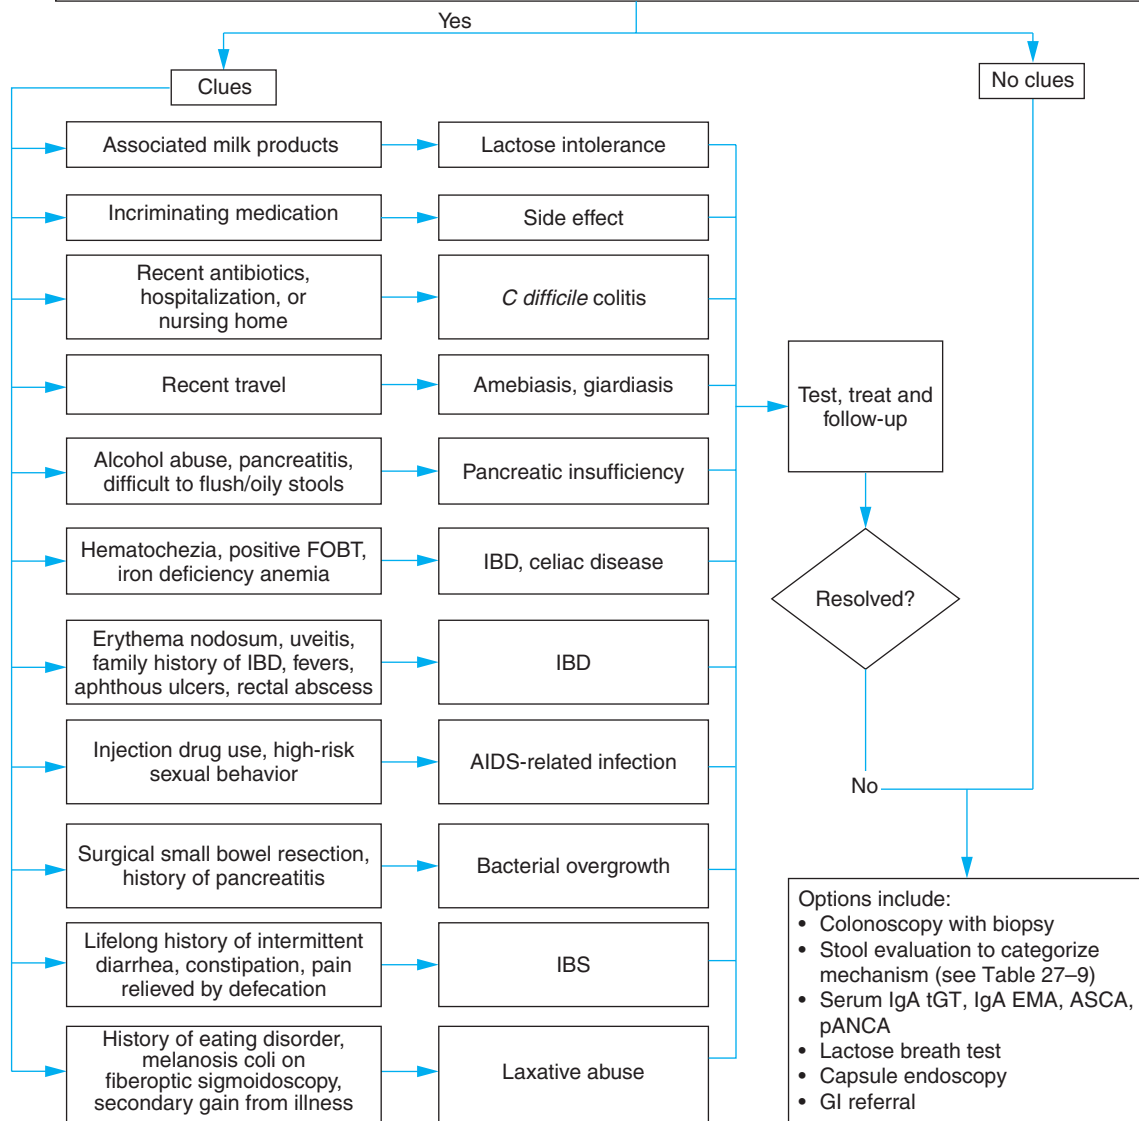 Yes
Clues
No clues
Associated milk products
Lactose intolerance
Incriminating medication
Side effect
Recent antibiotics,
hospitalization, or
nursing home
C difficile colitis
Recent travel
Amebiasis, giardiasis
Alcohol abuse, pancreatitis,
difficult to flush/oily stools
Pancreatic insufficiency
Hematochezia, positive FOBT,
iron deficiency anemia
IBD, celiac disease
Erythema nodosum, uveitis,
family history of IBD, fevers,
aphthous ulcers, rectal abscess
IBD
Injection drug use, high-risk
sexual behavior
AIDS-related infection
Surgical small bowel resection,
history of pancreatitis
Bacterial overgrowth
Lifelong history of intermittent
diarrhea, constipation, pain
relieved by defecation
IBS
History of eating disorder,
melanosis coli on
fiberoptic sigmoidoscopy,
secondary gain from illness
Laxative abuse
Test, treat and
follow-up
Resolved?
No
Options include:
• Colonoscopy with biopsy
• Stool evaluation to categorize
mechanism (see Table 27–9)
• Serum IgA tGT, IgA EMA, ASCA,
pANCA
• Lactose breath test
• Capsule endoscopy
• GI referral